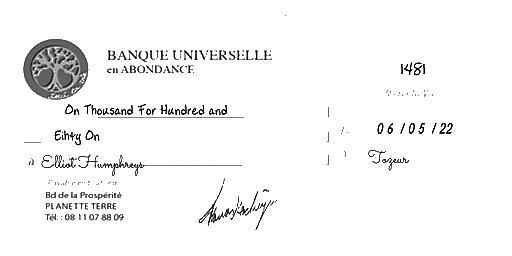 BANQUE UNIVERSELLE
en ABONDANCE
1481
On Thousand For Hundred and
Eihty On
06/05/22
à Elliot Humphreys
Tozeur
Bd de la Prospérité
PLANETTE TERRE
Tél. : 08 11 07 88 09